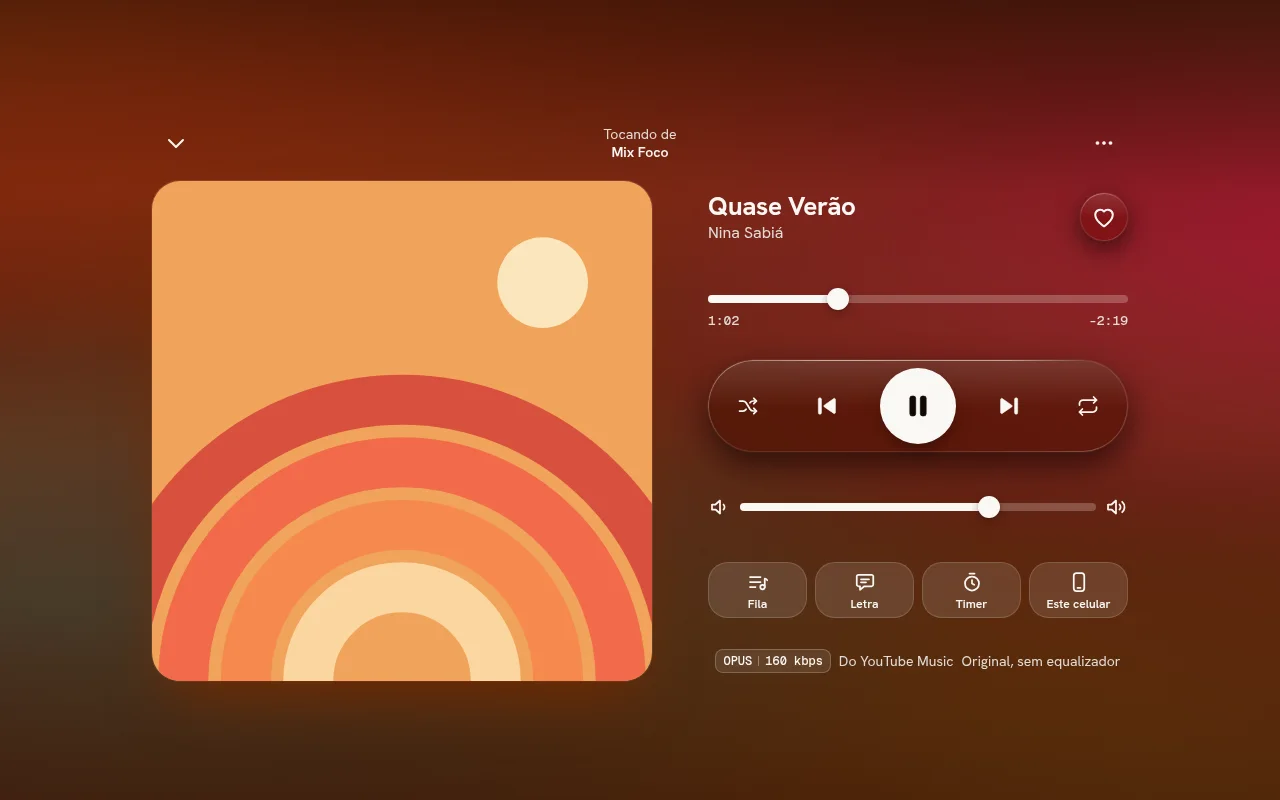 Tocando de
Mix Foco
Quase Verão
Nina Sabiá
1:02
-2:19
Fila
Letra
Timer
Este celular
OPUS | 160 kbps Do YouTube Music Original, sem equalizador